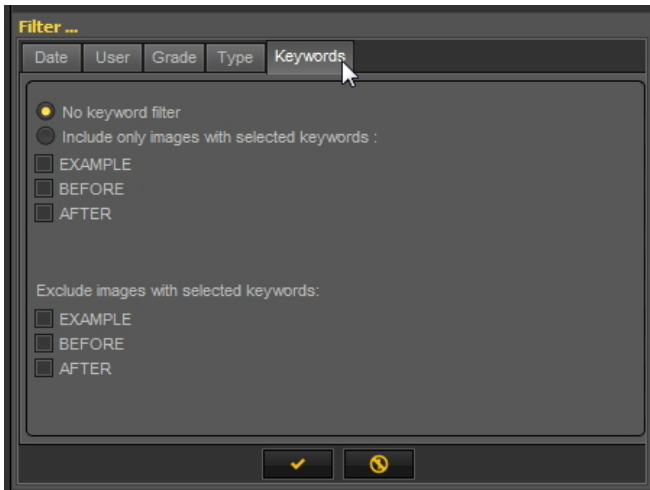 Filter ...
Date User Grade Type Keywords
No keyword filter
Include only images with selected keywords :
EXAMPLE
BEFORE
AFTER
Exclude images with selected keywords:
EXAMPLE
BEFORE
AFTER